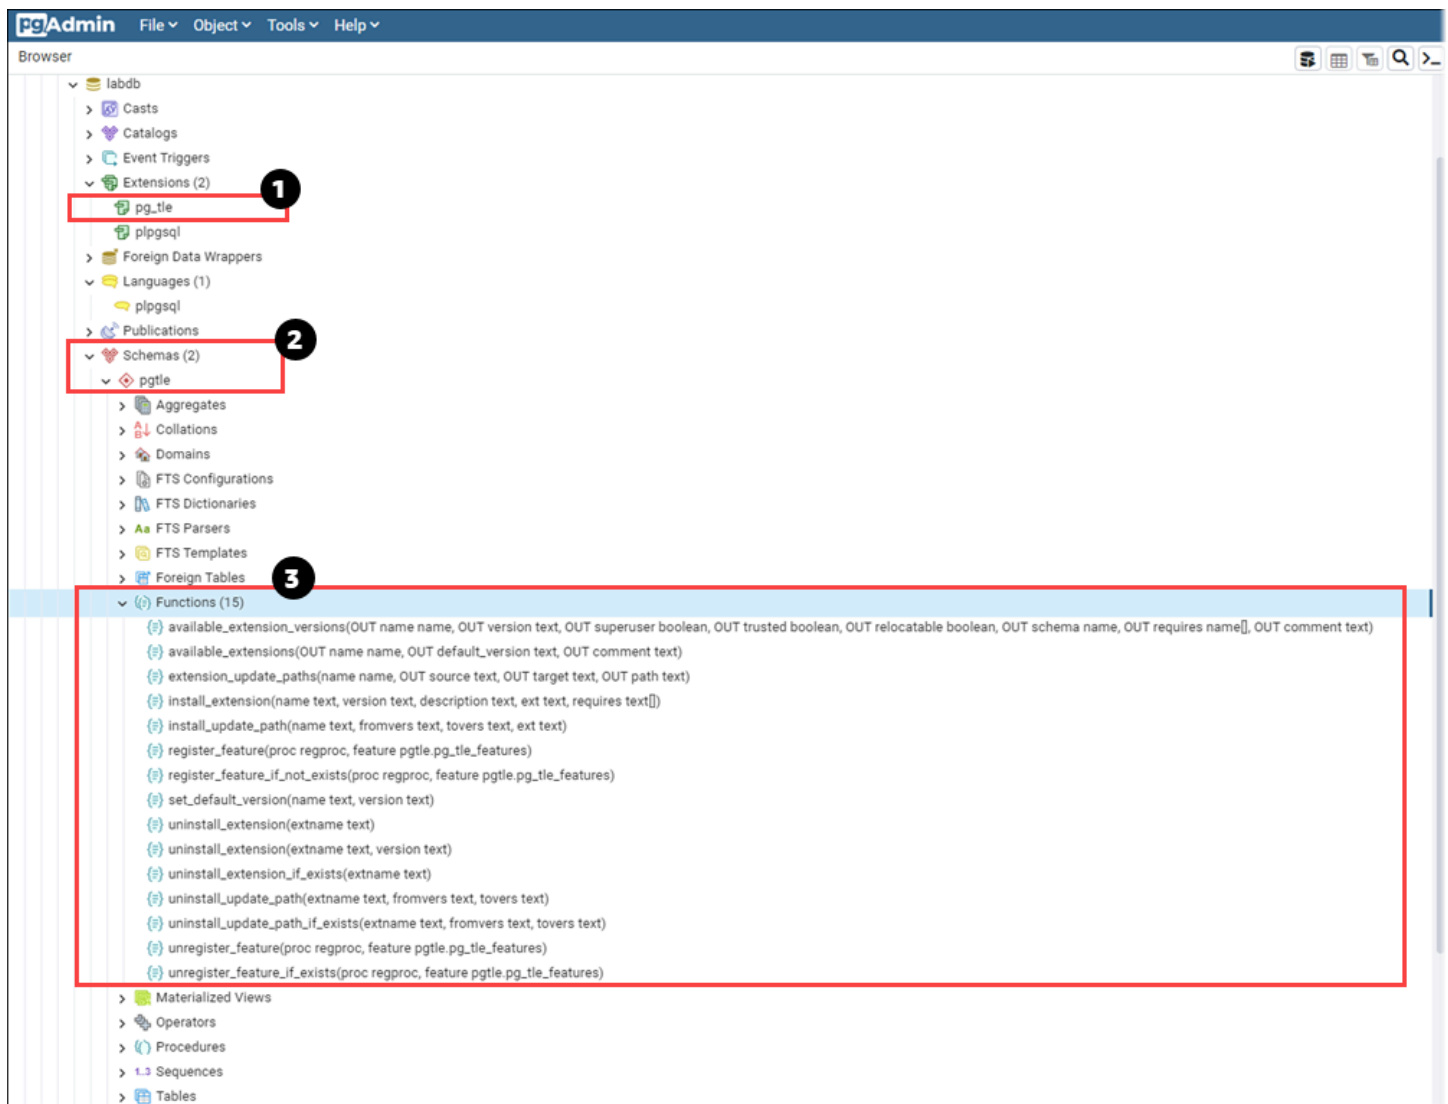 pgAdmin File Object Tools Help
Browser
labdb
Casts
Catalogs
Event Triggers
Extensions (2)
1
pg_tle
plpgsql
Foreign Data Wrappers
Languages (1)
plpgsql
Publications
2
Schemas (2)
pgtle
Aggregates
Collations
Domains
FTS Configurations
FTS Dictionaries
Aa FTS Parsers
FTS Templates
Foreign Tables
3
Functions (15)
available_extension_versions(OUT name name, OUT version text, OUT superuser boolean, OUT trusted boolean, OUT relocatable boolean, OUT schema name, OUT requires name[], OUT comment text)
available_extensions(OUT name name, OUT default_version text, OUT comment text)
extension_update_paths(name name, OUT source text, OUT target text, OUT path text)
install_extension(name text, version text, description text, ext text, requires text[])
install_update_path(name text, fromvers text, tovers text, ext text)
register_feature(proc regproc, feature pgtle.pg_tle_features)
register_feature_if_not_exists(proc regproc, feature pgtle.pg_tle_features)
set_default_version(name text, version text)
uninstall_extension(extname text)
uninstall_extension(extname text, version text)
uninstall_extension_if_exists(extname text)
uninstall_update_path(extname text, fromvers text, tovers text)
uninstall_update_path_if_exists(extname text, fromvers text, tovers text)
unregister_feature(proc regproc, feature pgtle.pg_tle_features)
unregister_feature_if_exists(proc regproc, feature pgtle.pg_tle_features)
Materialized Views
Operators
Procedures
1..3 Sequences
Tables